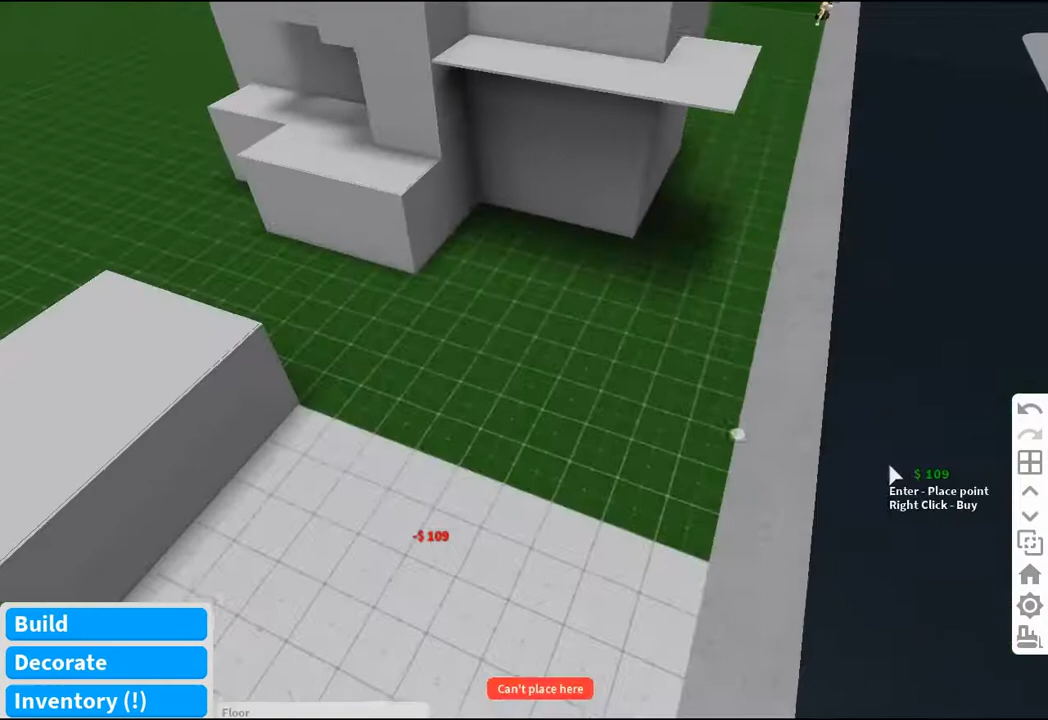 $ 109
Enter - Place point
Right Click - Buy
-$ 109
Build
Decorate
Inventory (!)
Can't place here
Floor